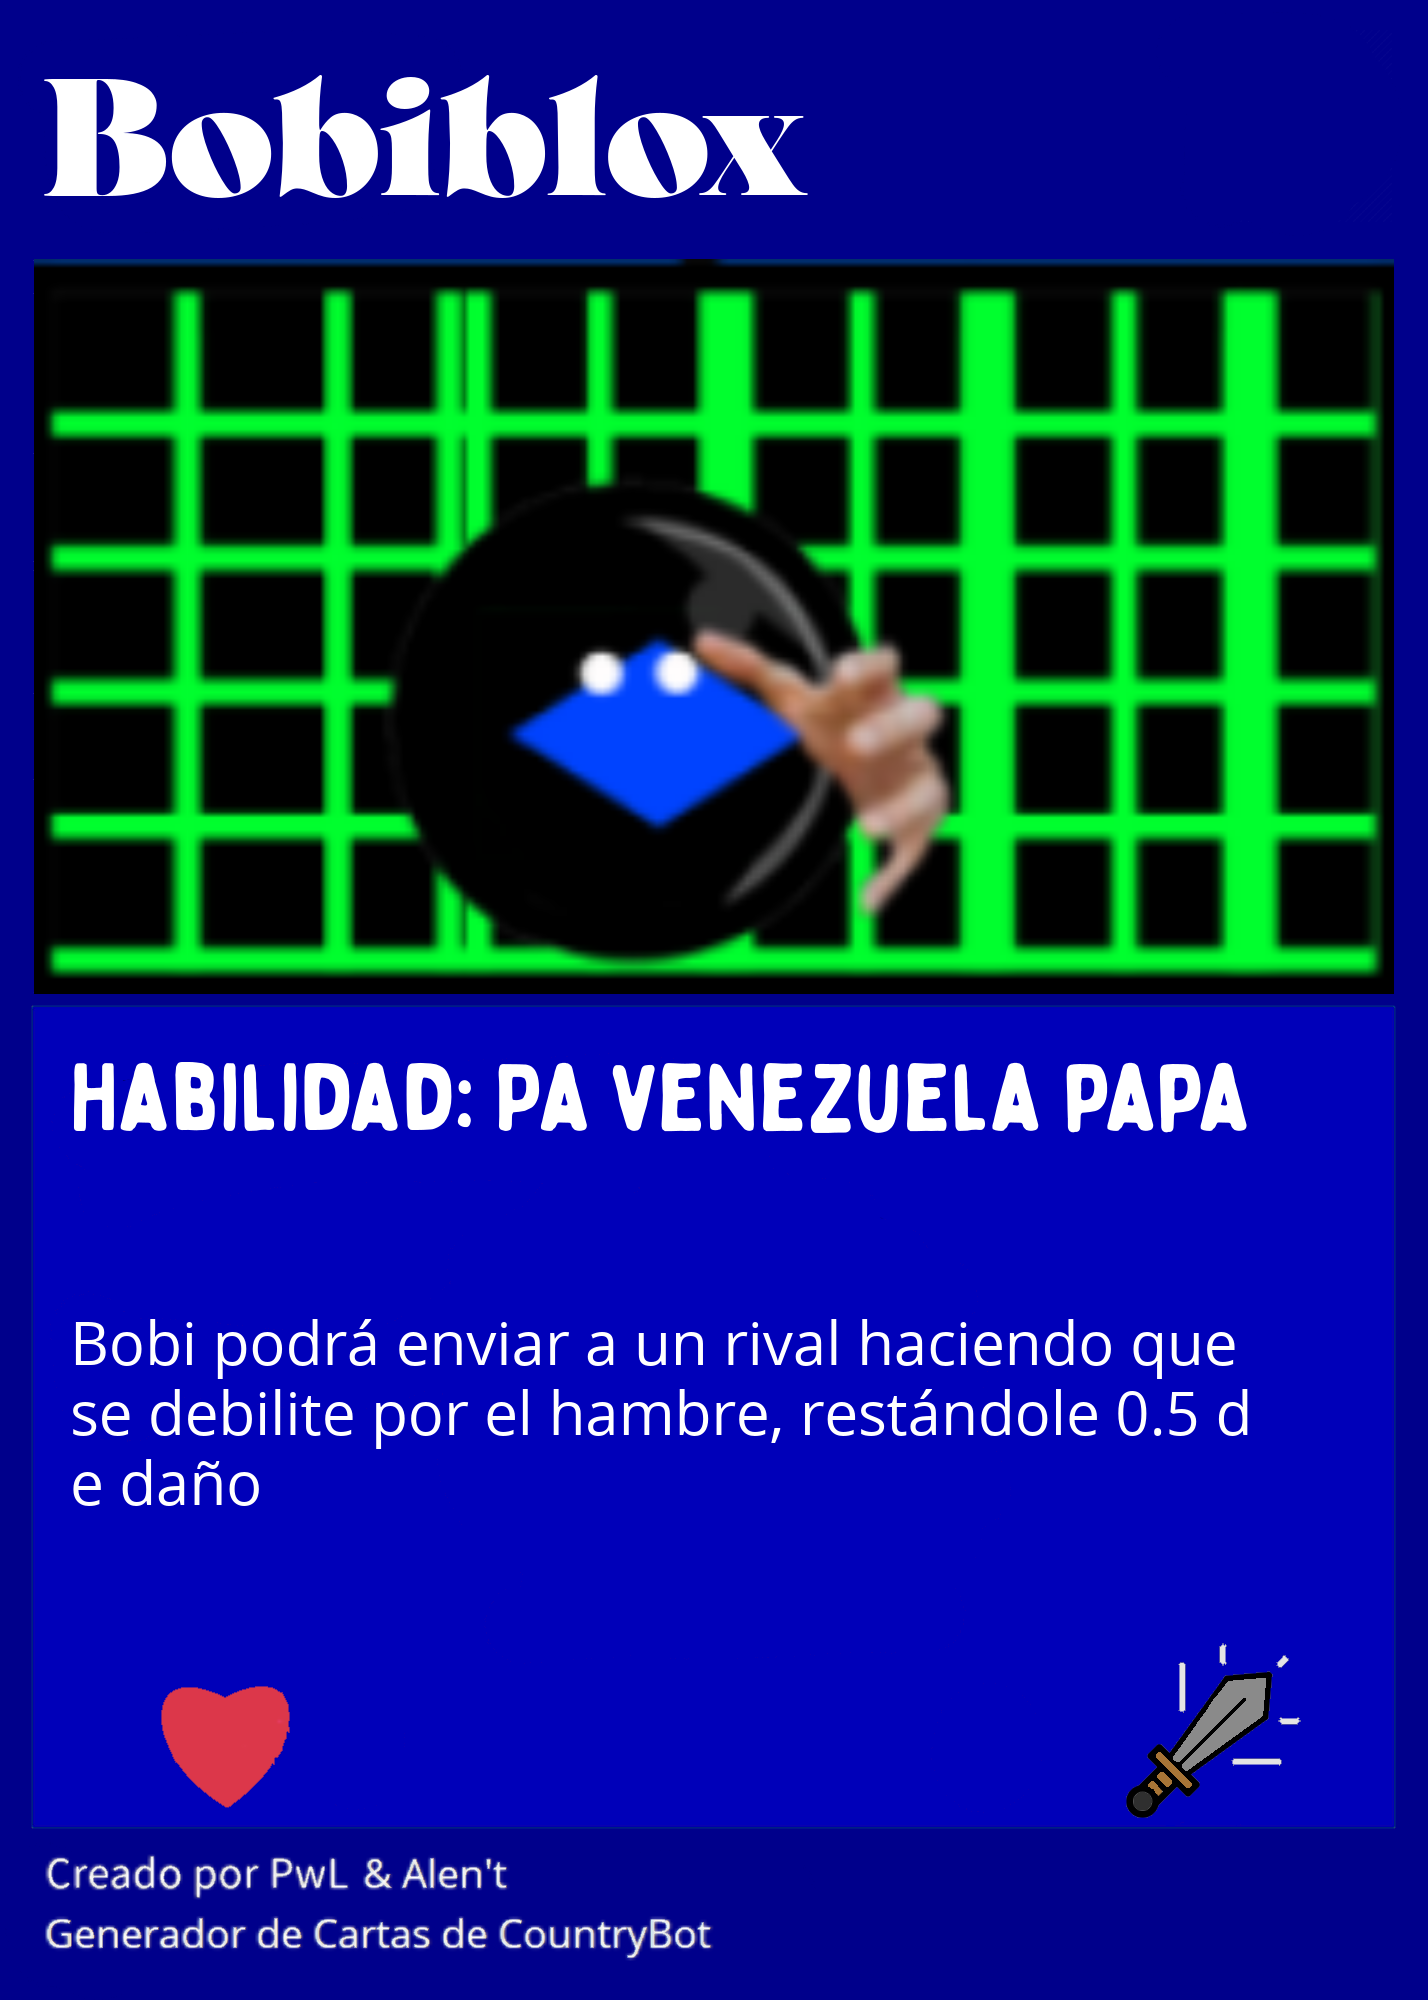 Bobiblox
HABILIDAD: PA VENEZUELA PAPA
Bobi podrá enviar a un rival haciendo que
se debilite por el hambre, restándole 0.5 d
e daño
Creado por PwL & Alen't
Generador de Cartas de CountryBot